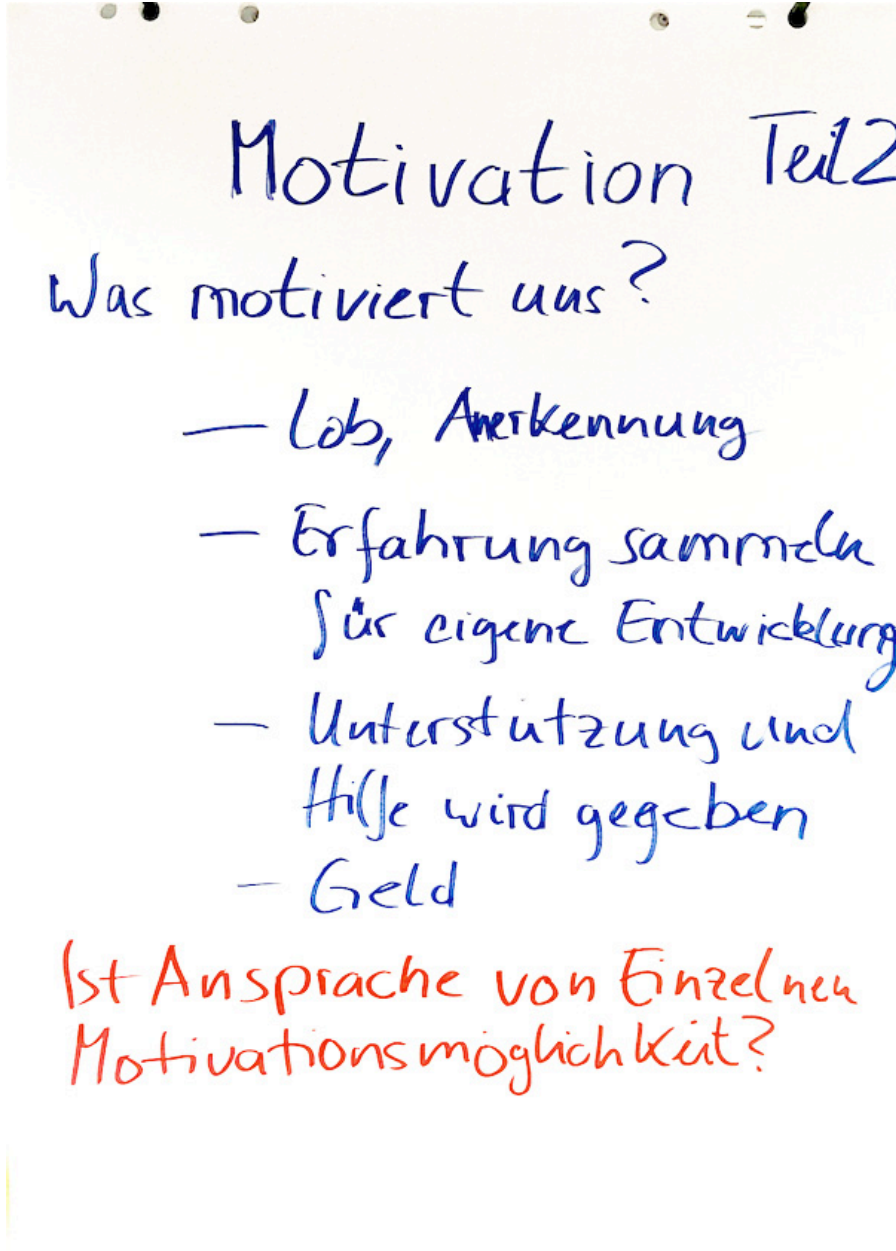 Motivation Teil 2
Was motiviert uns?
— Lob, Anerkennung
— Erfahrung sammeln
für eigene Entwicklung
— Unterstützung und
Hilfe wird gegeben
— Geld
Ist Ansprache von Einzelnen
Motivationsmöglichkeit?